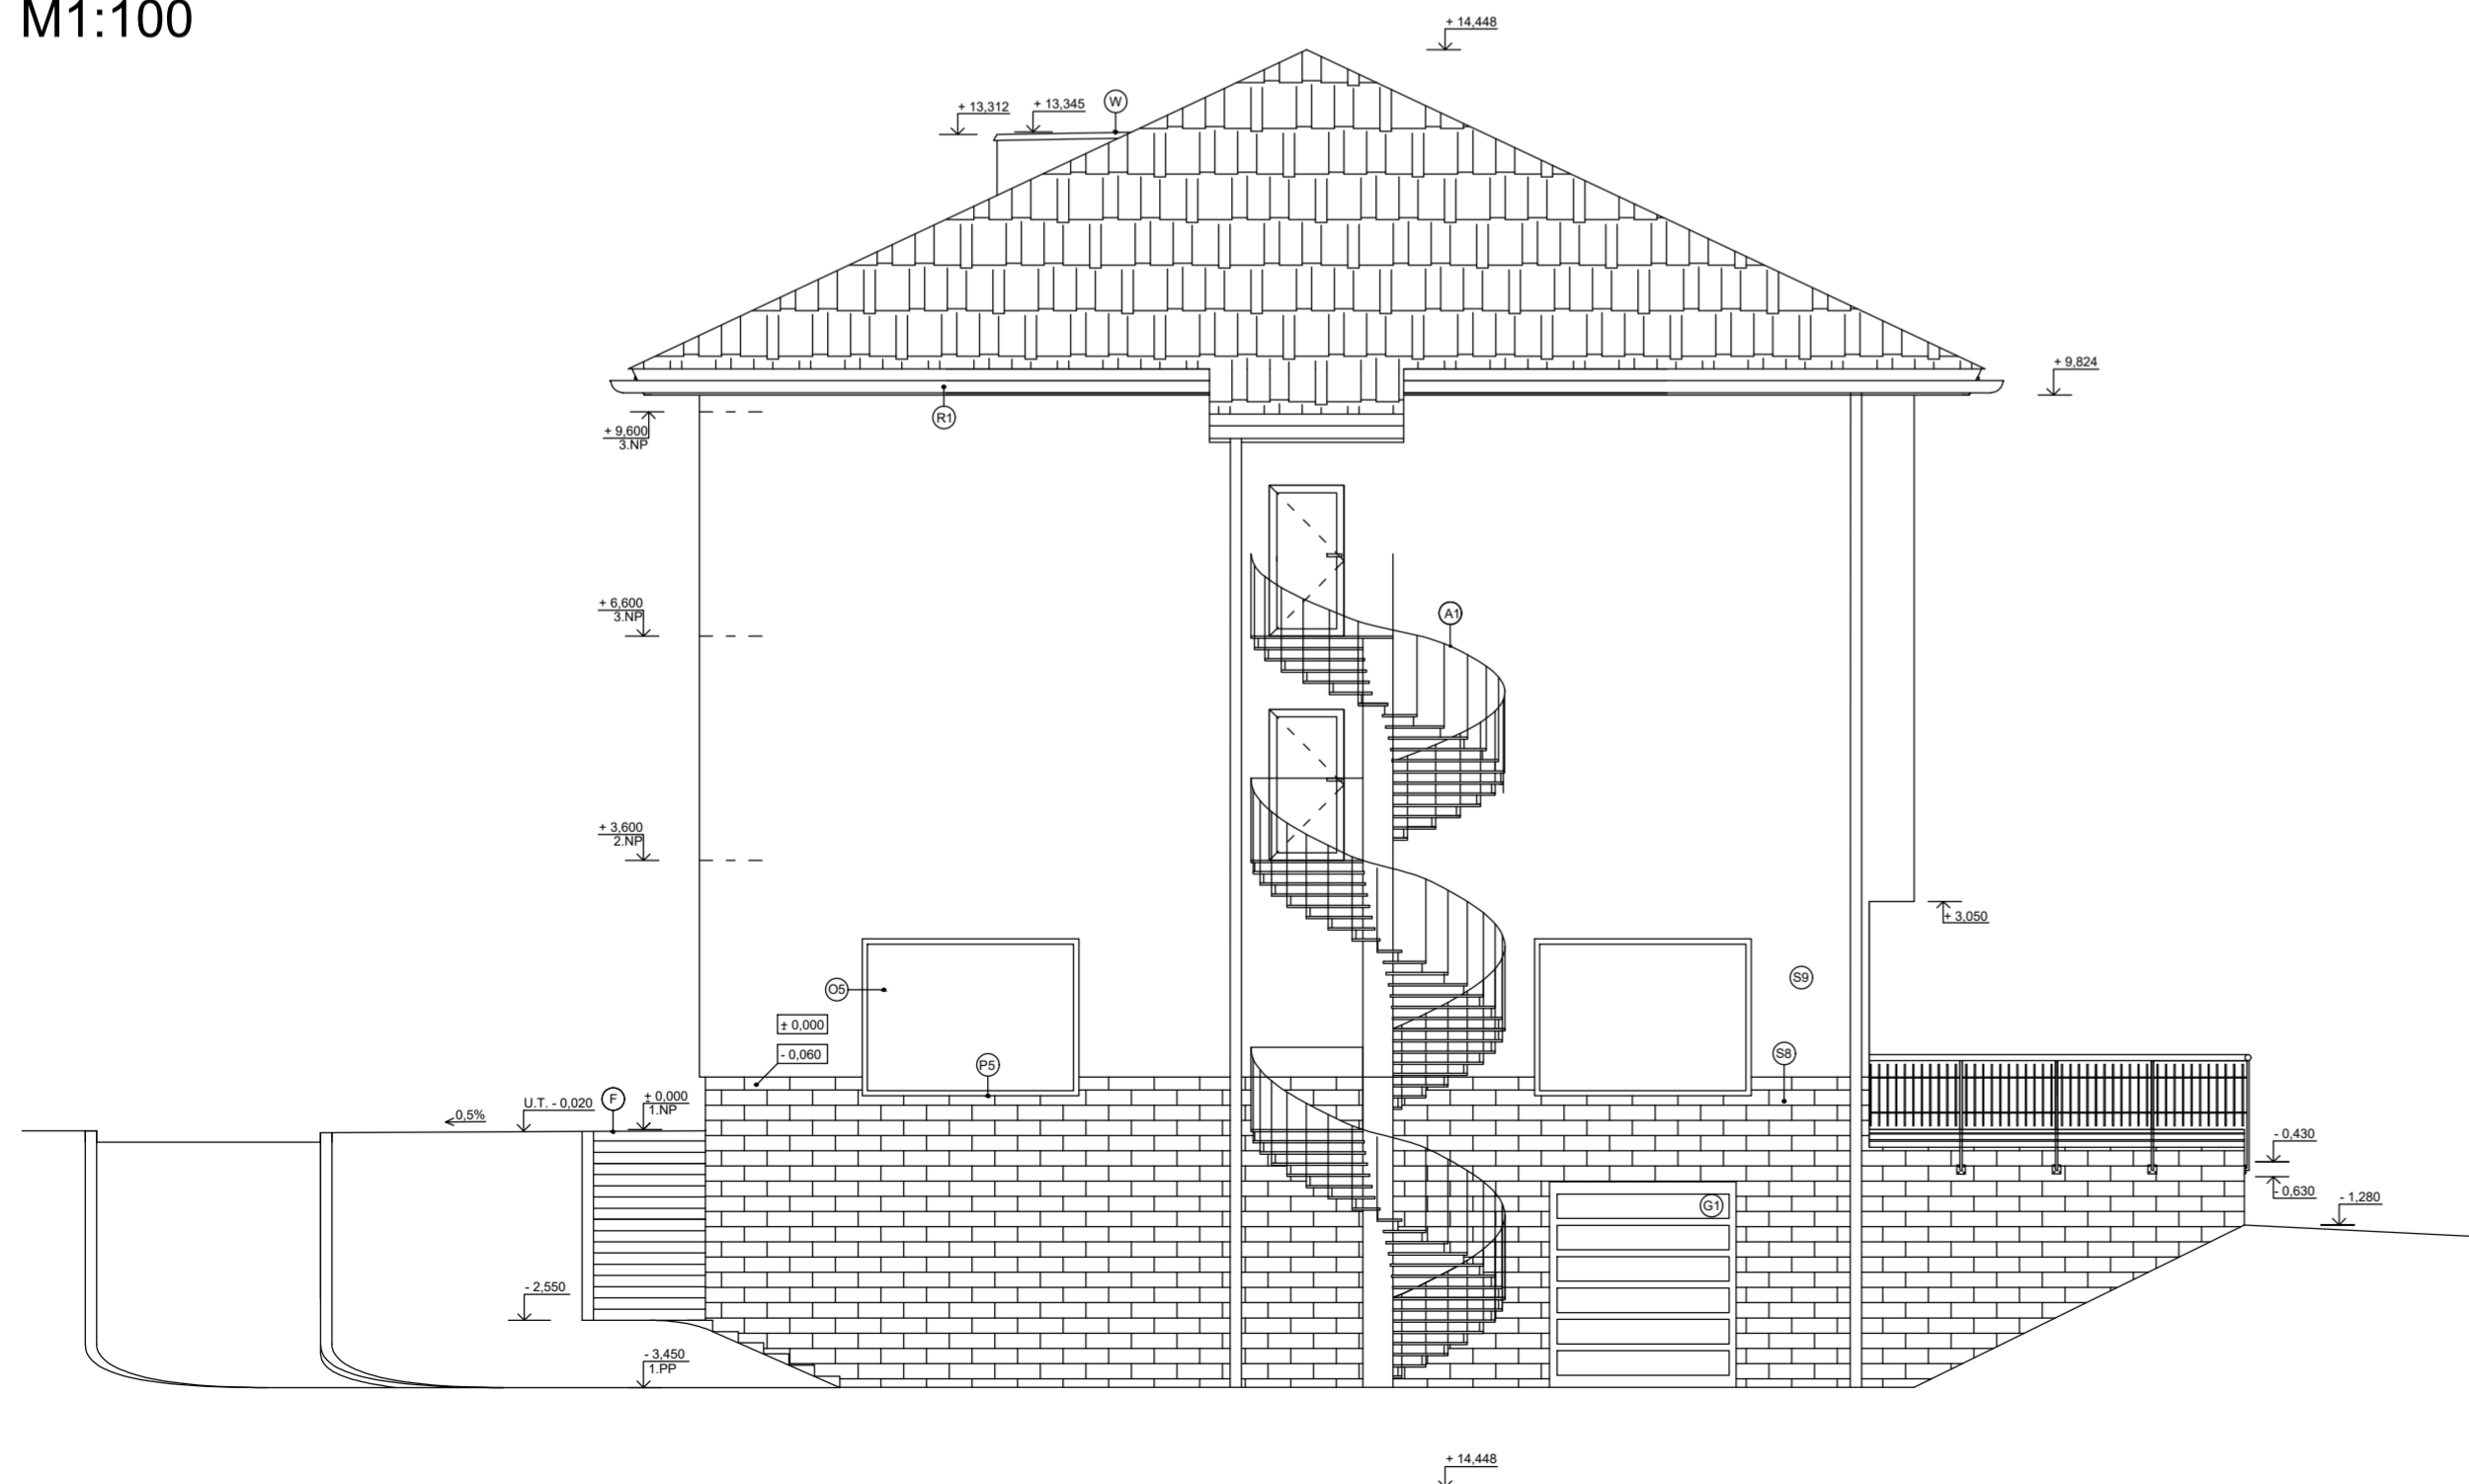 M1:100
+ 14,448
+ 13,312
+ 13,345
W
+ 9,824
R1
+ 9,600
3.NP
+ 6,600
3.NP
A1
+ 3,600
2.NP
+ 3,050
S9
O5
± 0,000
- 0,060
P5
S8
F
± 0,000
1.NP
U.T. - 0,020
0,5%
- 0,430
- 0,630
- 1,280
G1
- 2,550
- 3,450
1.PP
+ 14,448